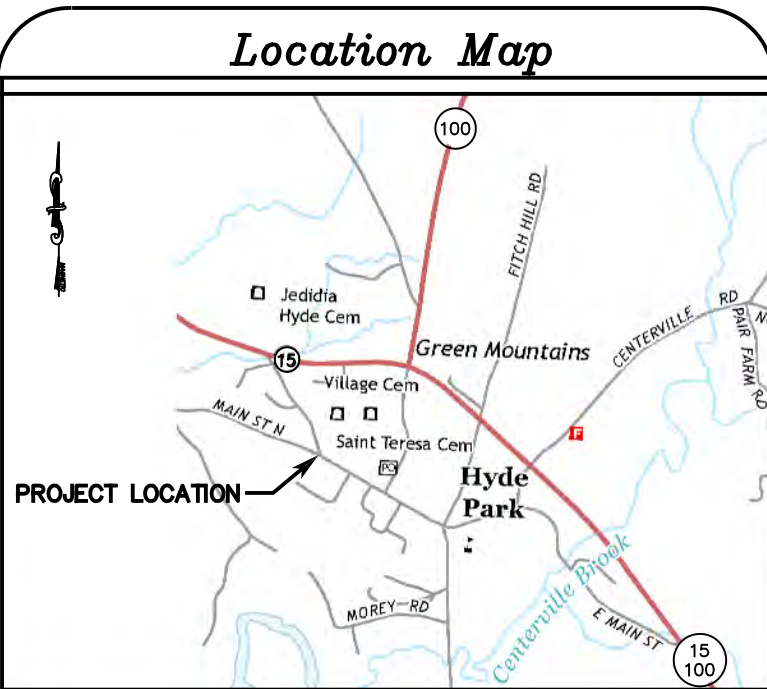 Location Map
100
FITCH HILL RD
Jedidia
Hyde Cem
CENTERVILLE
RD
PAIR FARM RD
N
15
Green Mountains
Village Cem
MAIN ST N
Saint Teresa Cem
F
PO
PROJECT LOCATION
Hyde
Park
MOREY RD
Centerville Brook
E MAIN ST
15
100